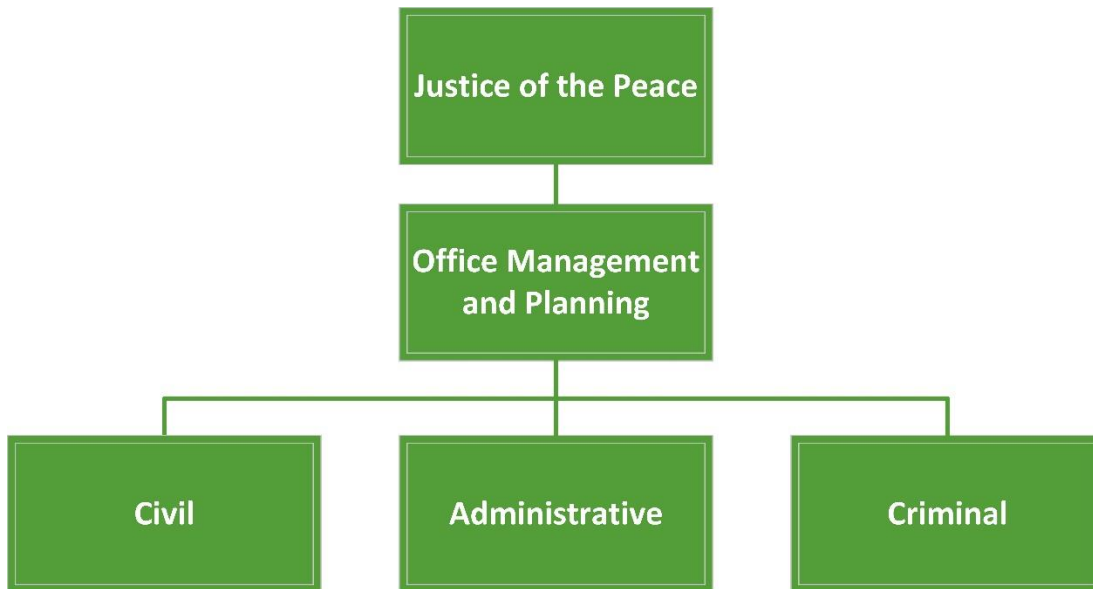 Justice of the Peace
Office Management
and Planning
Civil
Administrative
Criminal